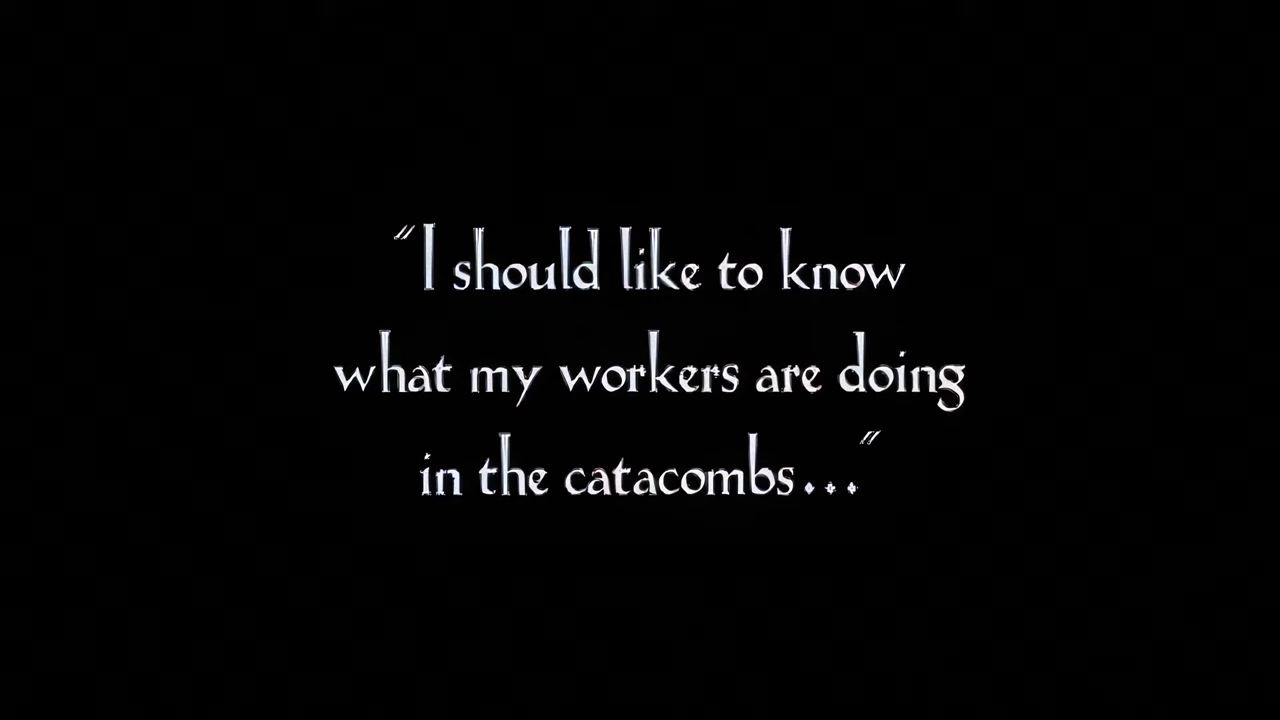 "I should like to know
what my workers are doing
in the catacombs..."